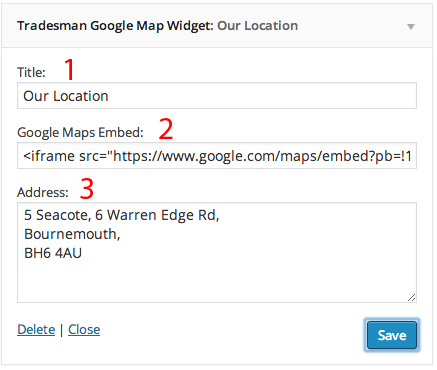 Tradesman Google Map Widget: Our Location
Title: 1
Our Location
Google Maps Embed: 2
<iframe src="https://www.google.com/maps/embed?pb=!1
Address: 3
5 Seacote, 6 Warren Edge Rd,
Bournemouth,
BH6 4AU
Delete | Close Save